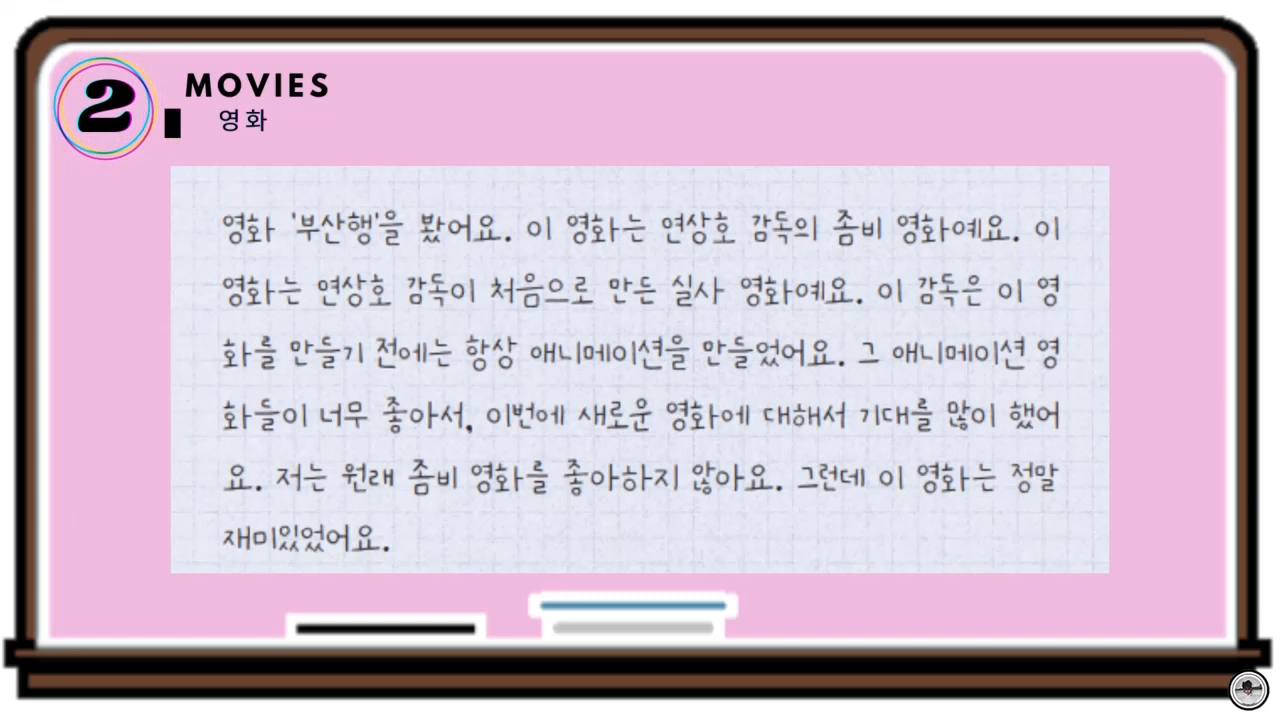 2
MOVIES
영화
영화 '부산행'을 봤어요. 이 영화는 연상호 감독의 좀비 영화예요. 이
영화는 연상호 감독이 처음으로 만든 실사 영화예요. 이 감독은 이 영
화를 만들기 전에는 항상 애니메이션을 만들었어요. 그 애니메이션 영
화들이 너무 좋아서, 이번에 새로운 영화에 대해서 기대를 많이 했어
요. 저는 원래 좀비 영화를 좋아하지 않아요. 그런데 이 영화는 정말
재미있었어요.